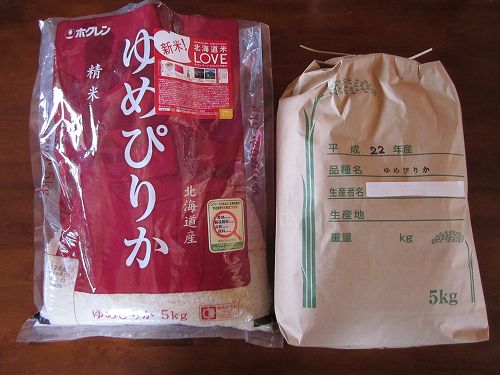 ホクレン
新米!
北海道米
LOVE
精米
ゆめぴりか
北海道産
ゆめぴりか 5kg
平成 22 年産
品種名 ゆめぴりか
生産者名
生産地
重量 kg
5kg